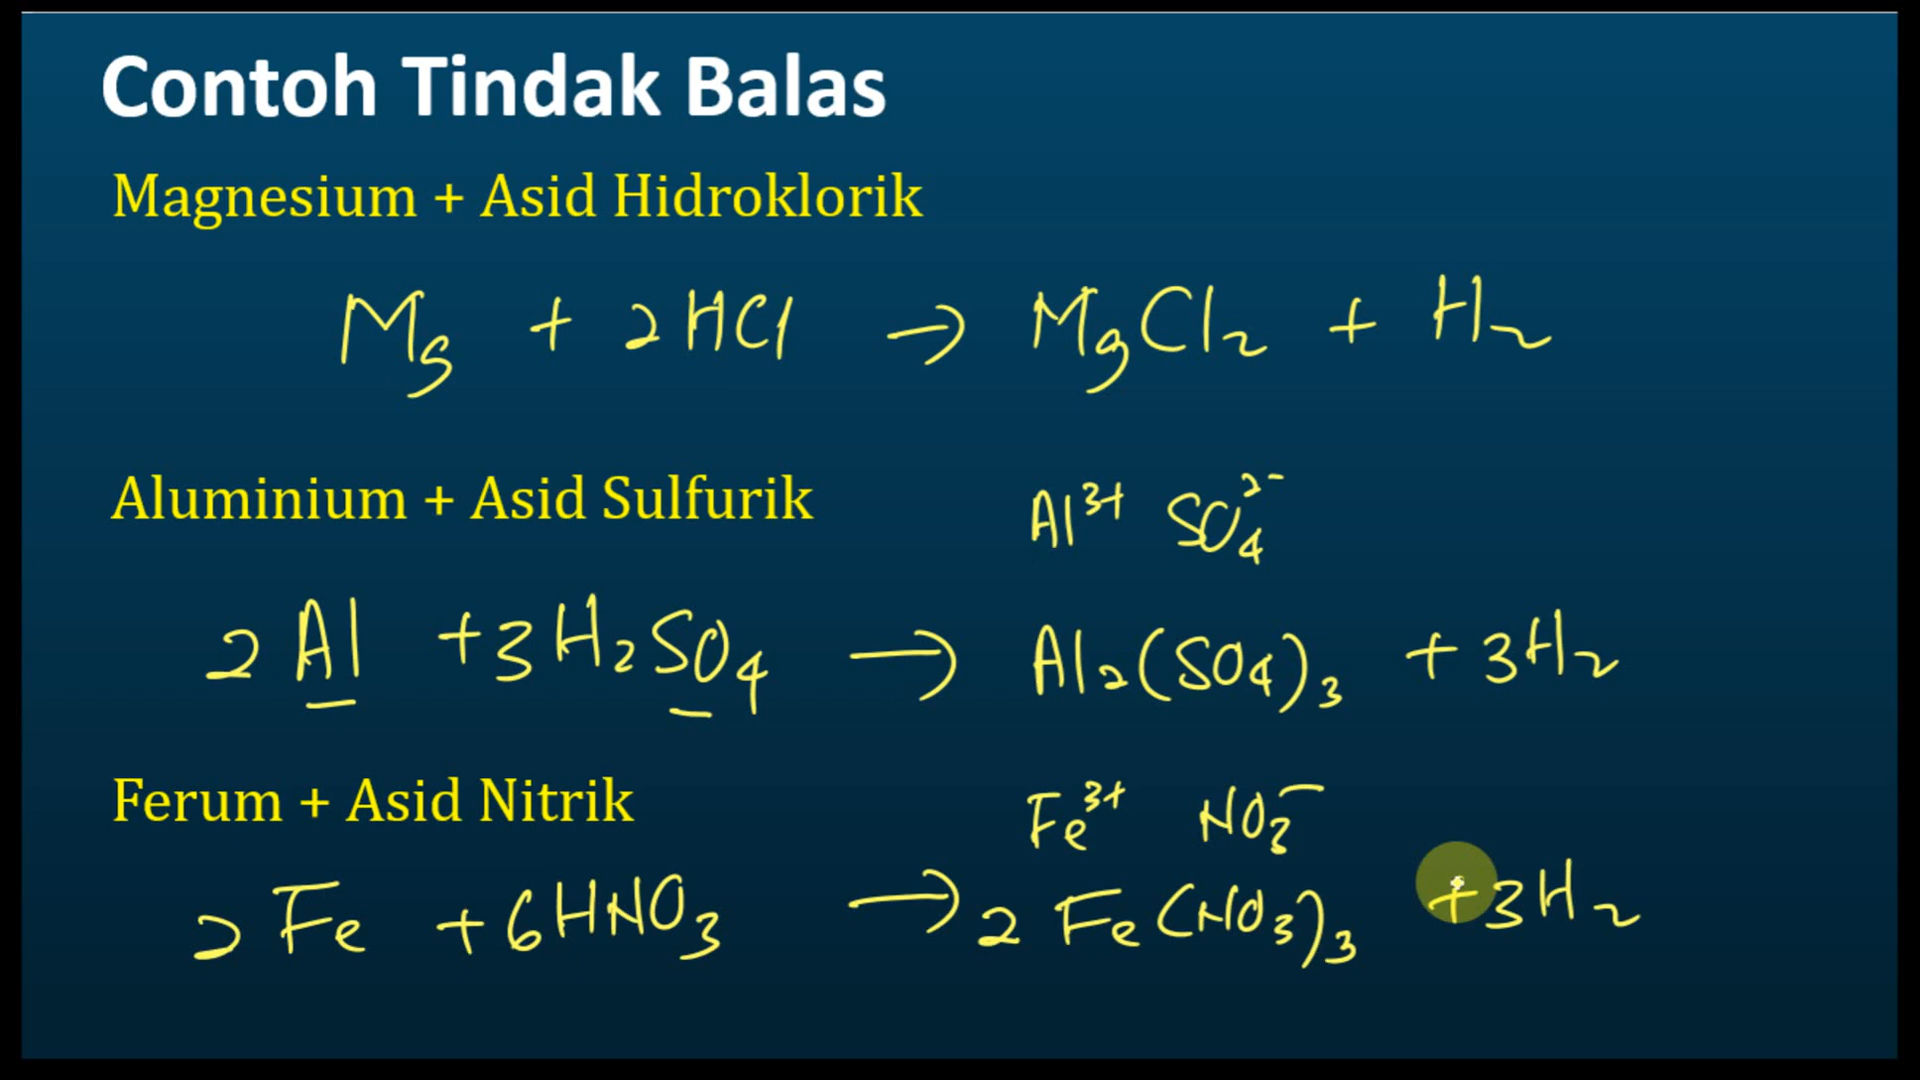 Contoh Tindak Balas
Magnesium + Asid Hidroklorik
Mg + 2HCl → MgCl₂ + H₂
Aluminium + Asid Sulfurik
Al³⁺ SO₄²⁻
2Al + 3H₂SO₄ → Al₂(SO₄)₃ + 3H₂
Ferum + Asid Nitrik
Fe³⁺ NO₃⁻
2Fe + 6HNO₃ → 2Fe(NO₃)₃ + 3H₂